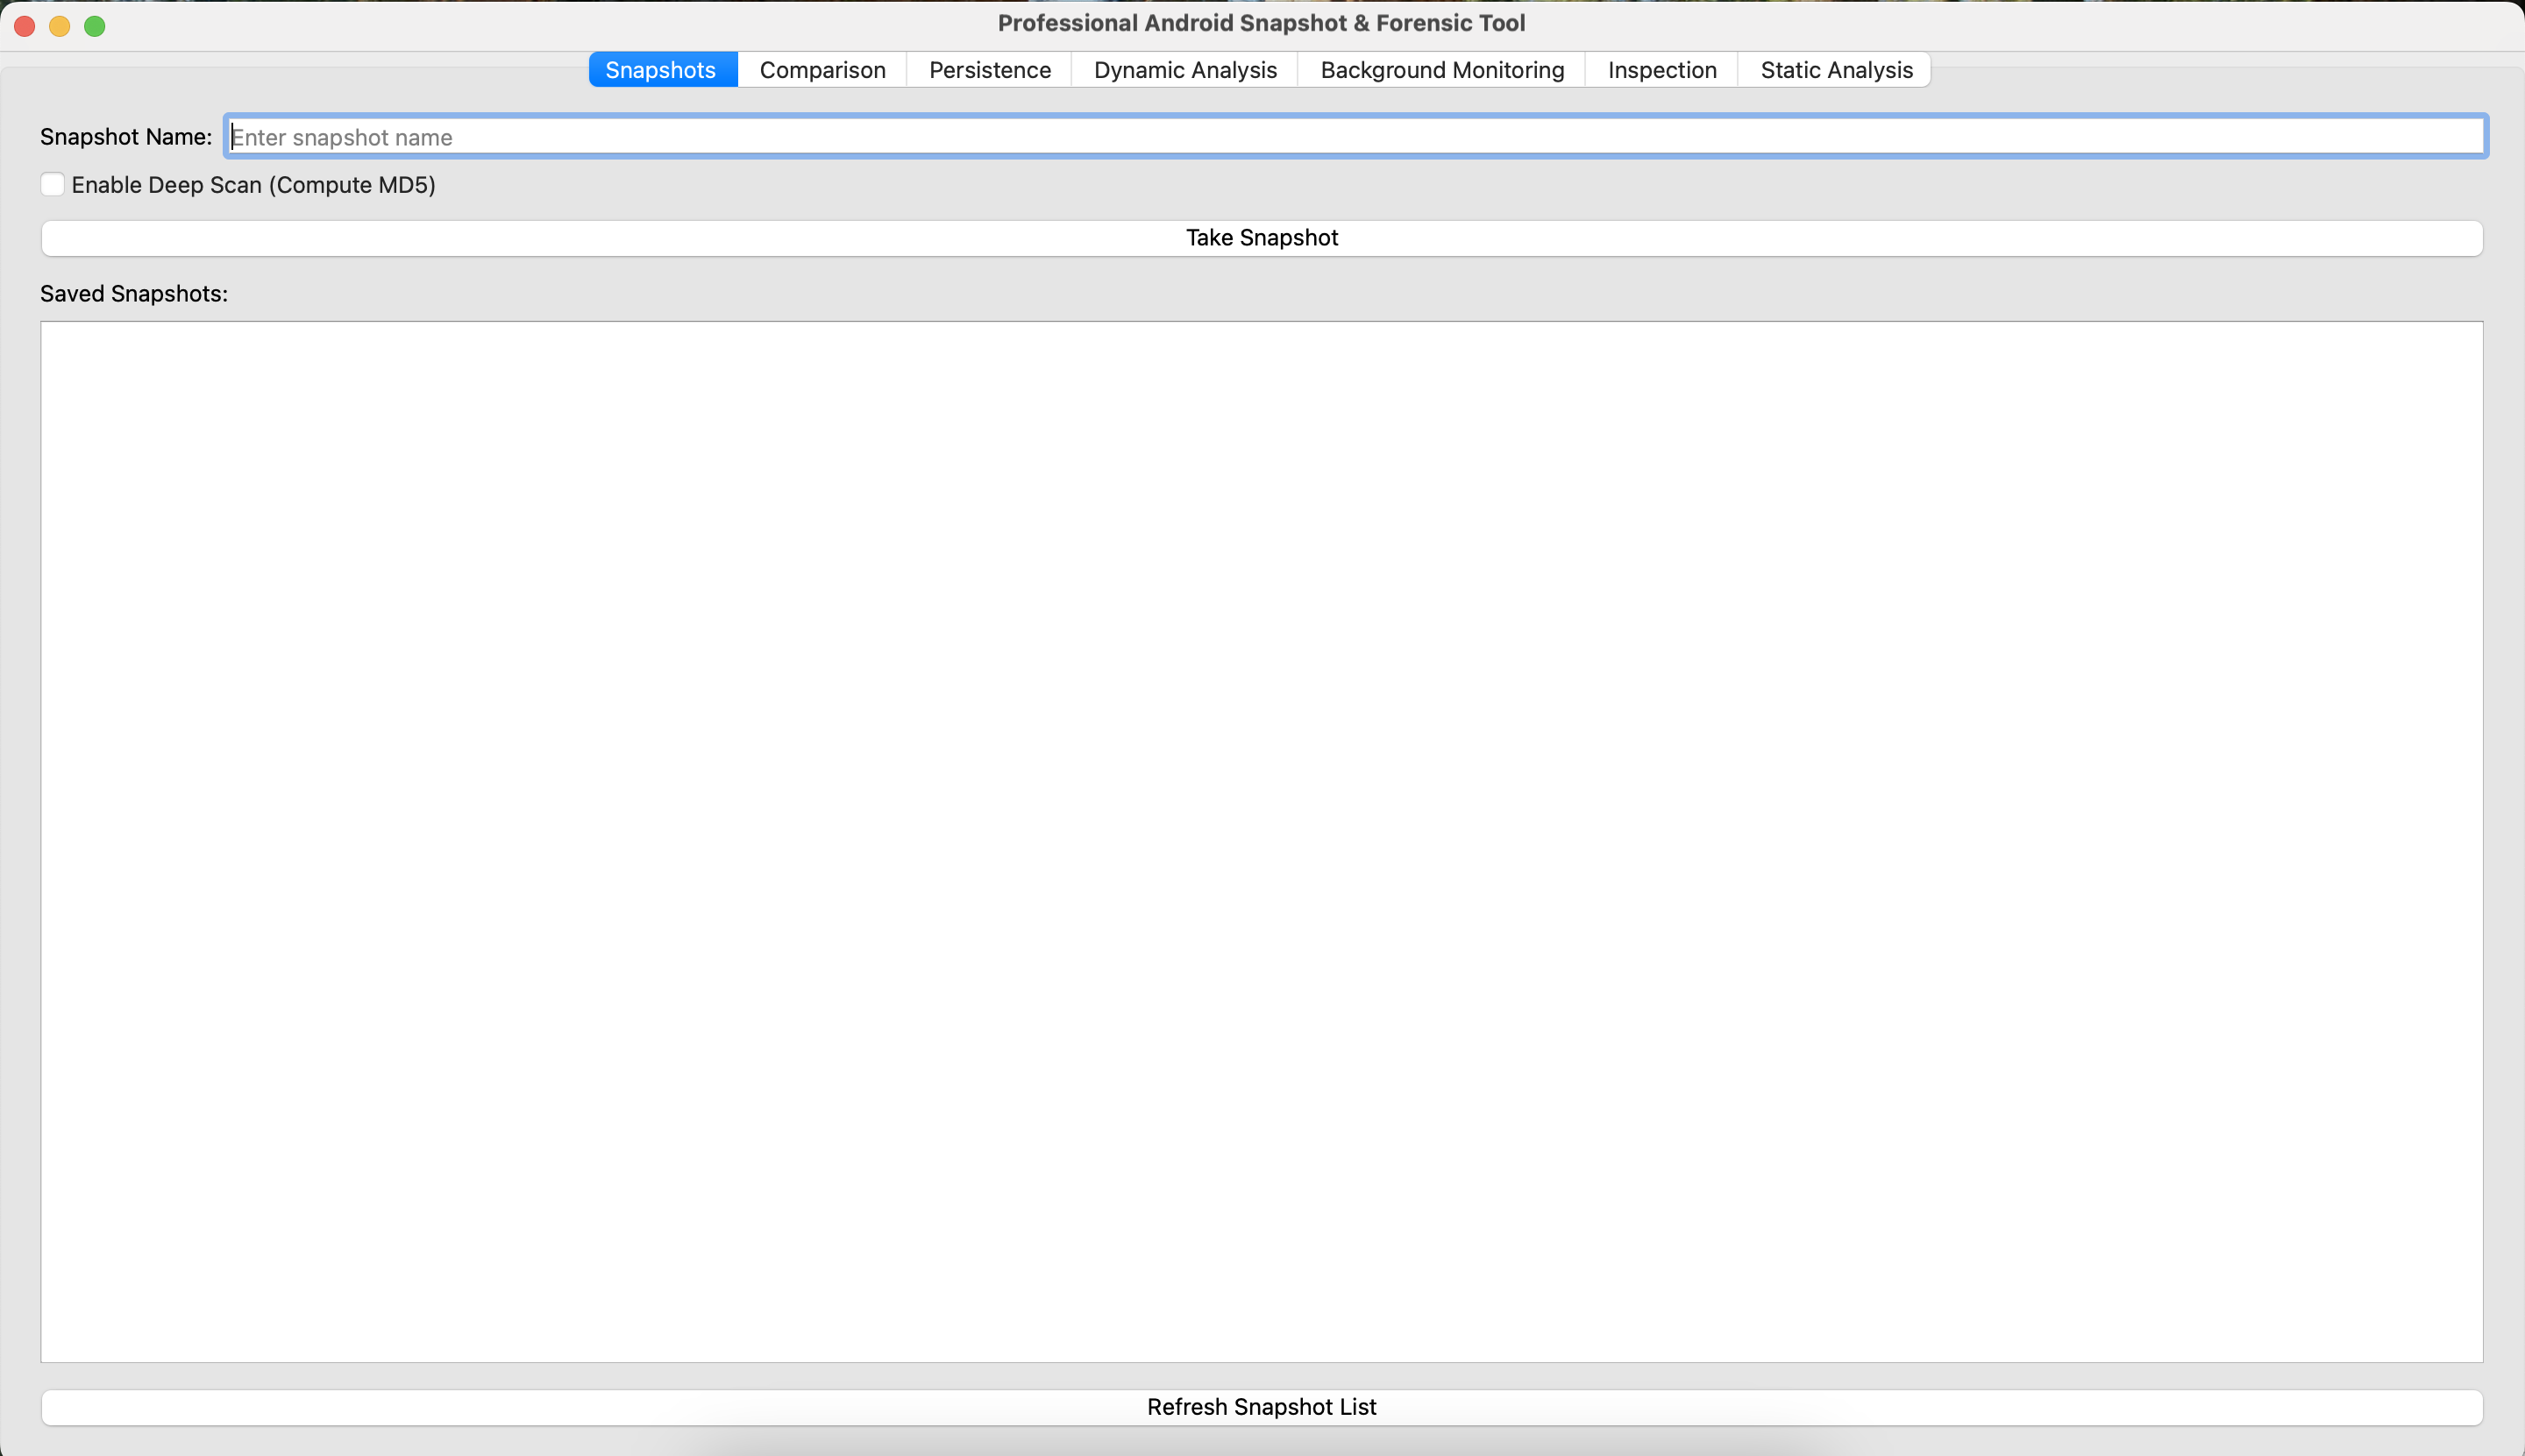 Professional Android Snapshot & Forensic Tool
Snapshots Comparison Persistence Dynamic Analysis Background Monitoring Inspection Static Analysis
Snapshot Name: Enter snapshot name
Enable Deep Scan (Compute MD5)
Take Snapshot
Saved Snapshots:
Refresh Snapshot List